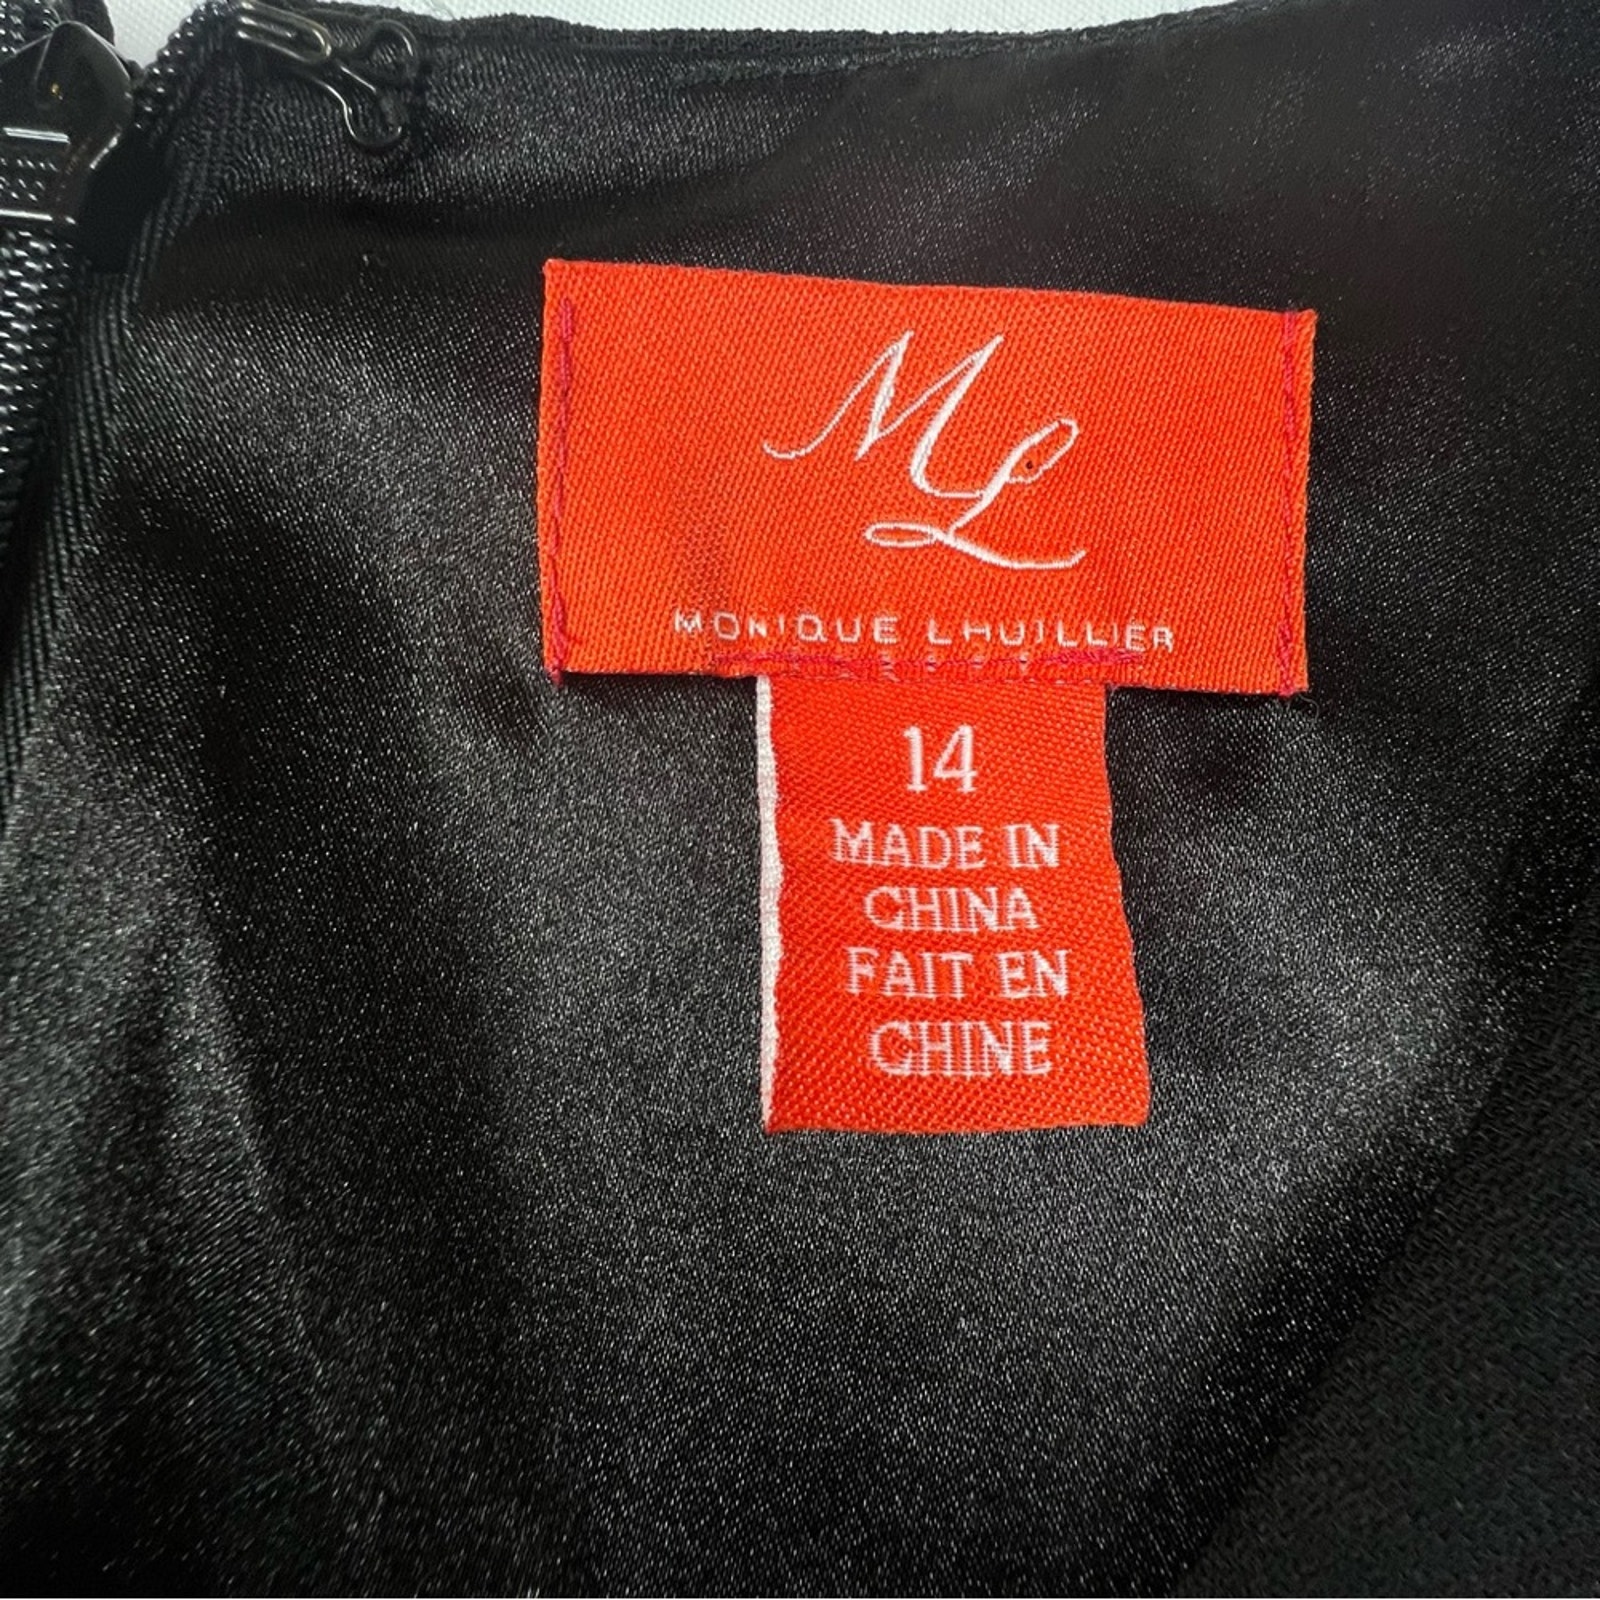 ML
MONIQUE LHUILLIER
14
MADE IN
CHINA
FAIT EN
CHINE